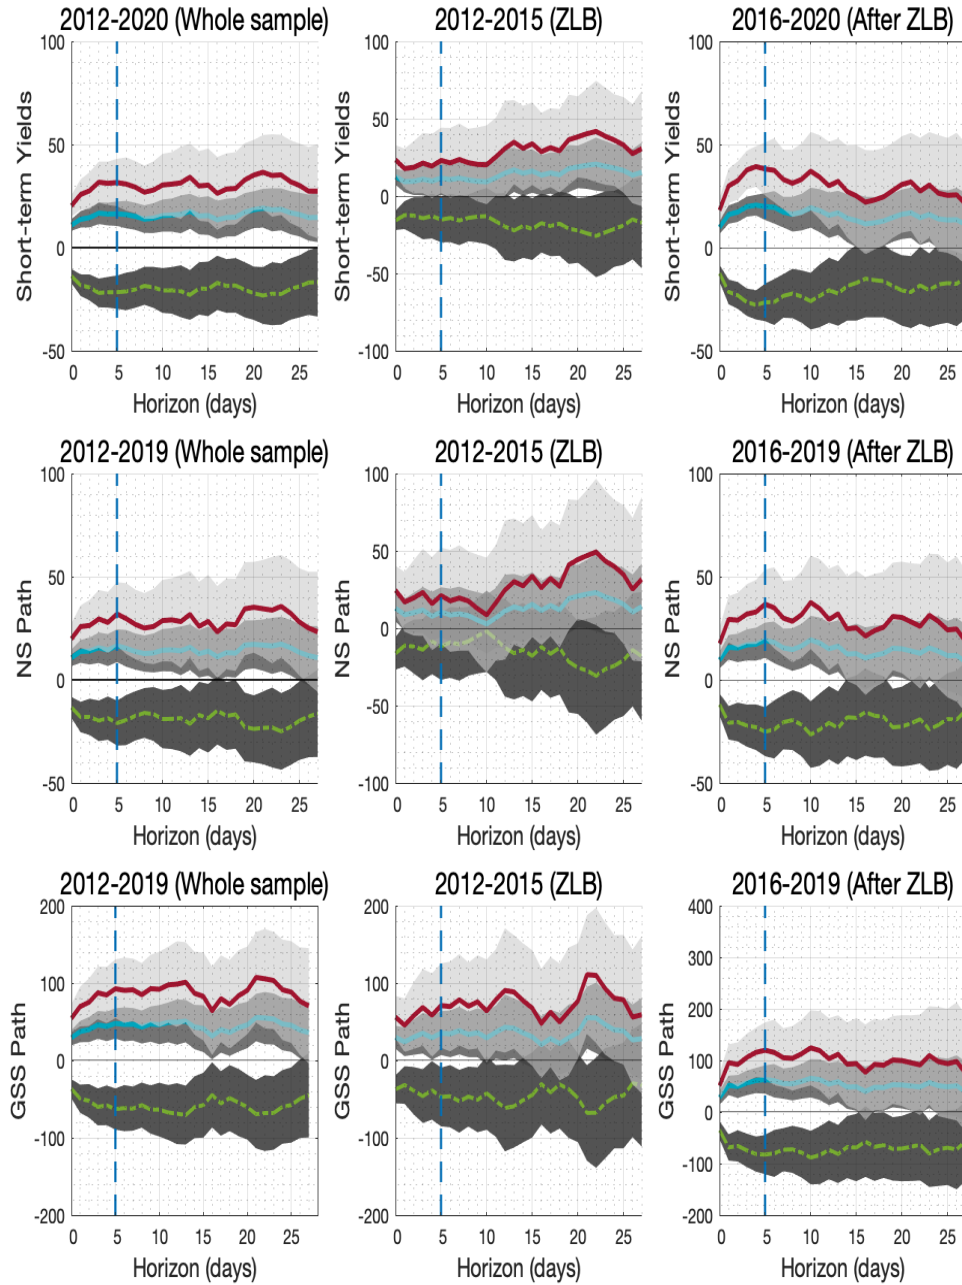 2012-2020 (Whole sample)
2012-2015 (ZLB)
2016-2020 (After ZLB)
Short-term Yields
100
50
0
-50
0 5 10 15 20 25
Horizon (days)
Short-term Yields
100
50
0
-50
-100
0 5 10 15 20 25
Horizon (days)
Short-term Yields
100
50
0
-50
0 5 10 15 20 25
Horizon (days)
2012-2019 (Whole sample)
2012-2015 (ZLB)
2016-2019 (After ZLB)
NS Path
100
50
0
-50
0 5 10 15 20 25
Horizon (days)
NS Path
100
50
0
-50
-100
0 5 10 15 20 25
Horizon (days)
NS Path
100
50
0
-50
0 5 10 15 20 25
Horizon (days)
2012-2019 (Whole sample)
2012-2015 (ZLB)
2016-2019 (After ZLB)
GSS Path
200
100
0
-100
-200
0 5 10 15 20 25
Horizon (days)
GSS Path
200
100
0
-100
-200
0 5 10 15 20 25
Horizon (days)
GSS Path
400
300
200
100
0
-100
-200
0 5 10 15 20 25
Horizon (days)